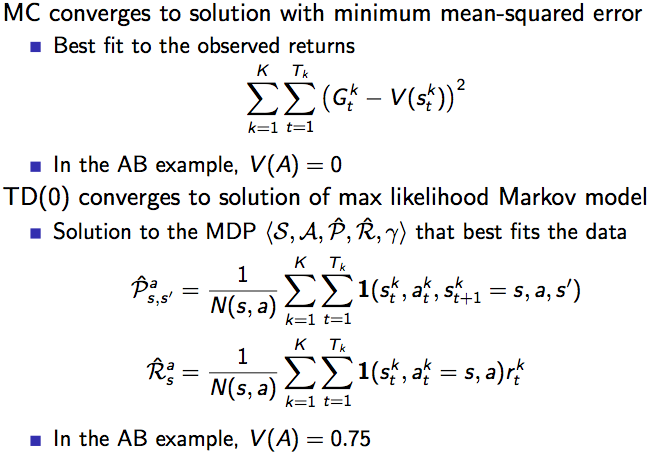 MC converges to solution with minimum mean-squared error
■ Best fit to the observed returns
$$\sum_{k=1}^{K}\sum_{t=1}^{T_k}\left(G_t^k - V(s_t^k)\right)^2$$
■ In the AB example, $V(A) = 0$
TD(0) converges to solution of max likelihood Markov model
■ Solution to the MDP $\langle \mathcal{S}, \mathcal{A}, \hat{\mathcal{P}}, \hat{\mathcal{R}}, \gamma \rangle$ that best fits the data
$$\hat{\mathcal{P}}_{s,s'}^{a} = \frac{1}{N(s,a)}\sum_{k=1}^{K}\sum_{t=1}^{T_k}\mathbf{1}(s_t^k, a_t^k, s_{t+1}^k = s, a, s')$$
$$\hat{\mathcal{R}}_{s}^{a} = \frac{1}{N(s,a)}\sum_{k=1}^{K}\sum_{t=1}^{T_k}\mathbf{1}(s_t^k, a_t^k = s, a)r_t^k$$
■ In the AB example, $V(A) = 0.75$